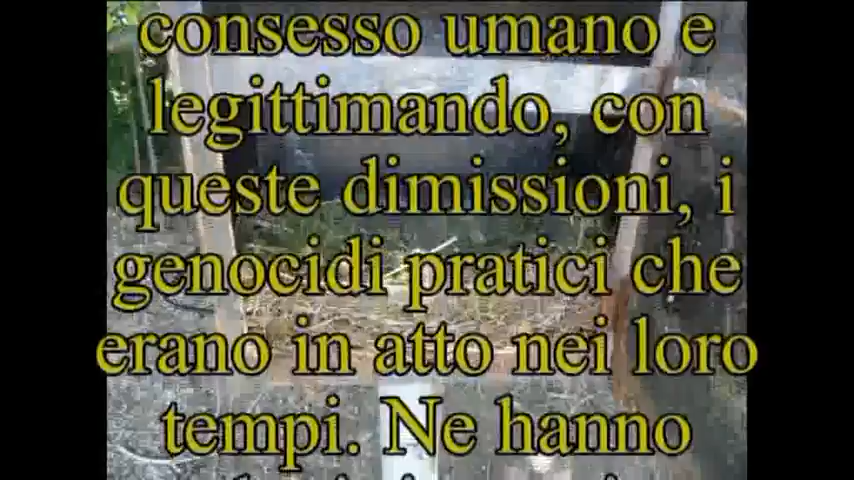 consesso umano e
legittimando, con
queste dimissioni, i
genocidi pratici che
erano in atto nei loro
tempi. Ne hanno